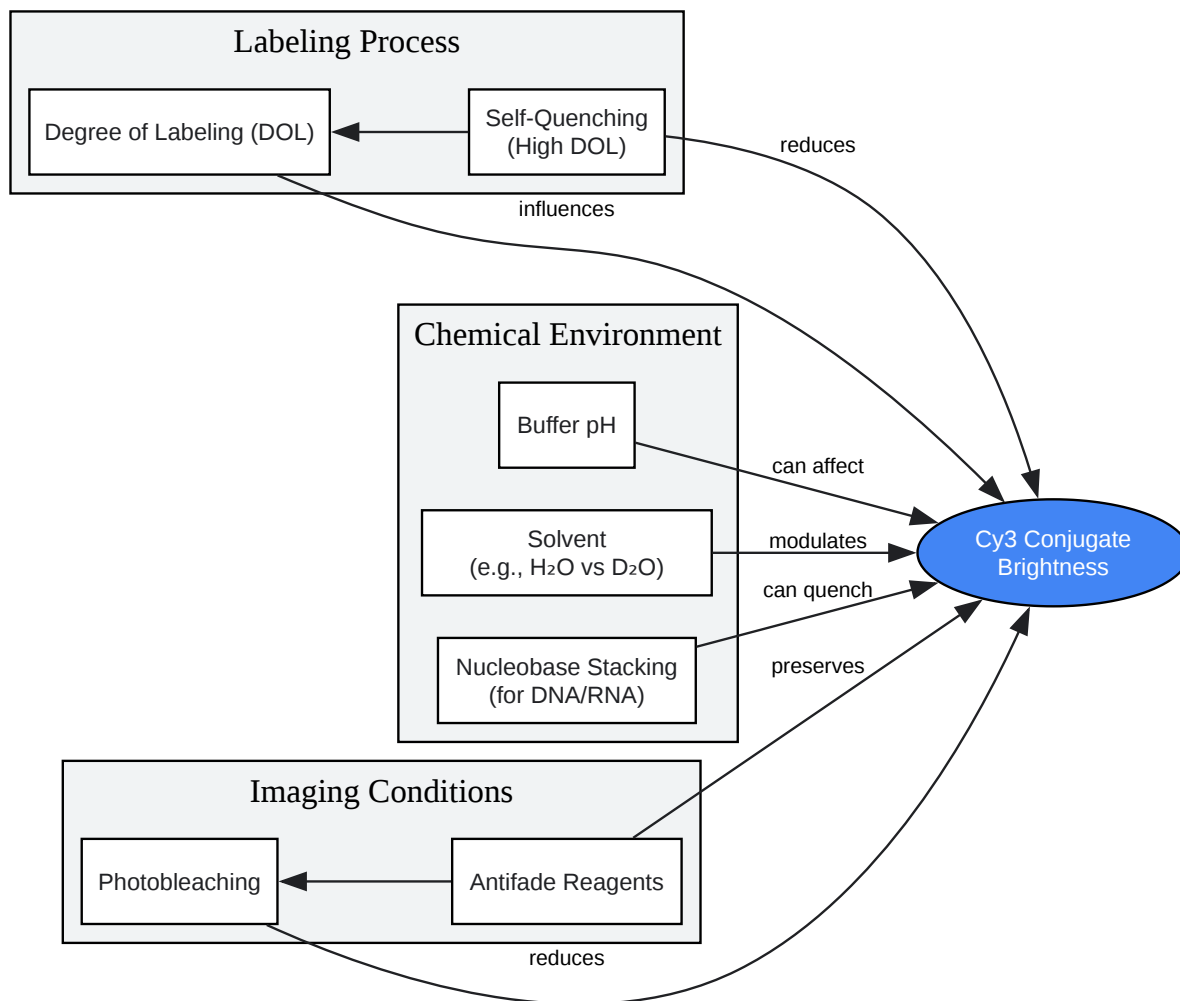 Labeling Process
Degree of Labeling (DOL)
Self-Quenching
(High DOL)
reduces
influences
Chemical Environment
Buffer pH
can affect
Solvent
(e.g., H₂O vs D₂O)
modulates
Cy3 Conjugate
Brightness
can quench
Nucleobase Stacking
(for DNA/RNA)
preserves
Imaging Conditions
Photobleaching
Antifade Reagents
reduces